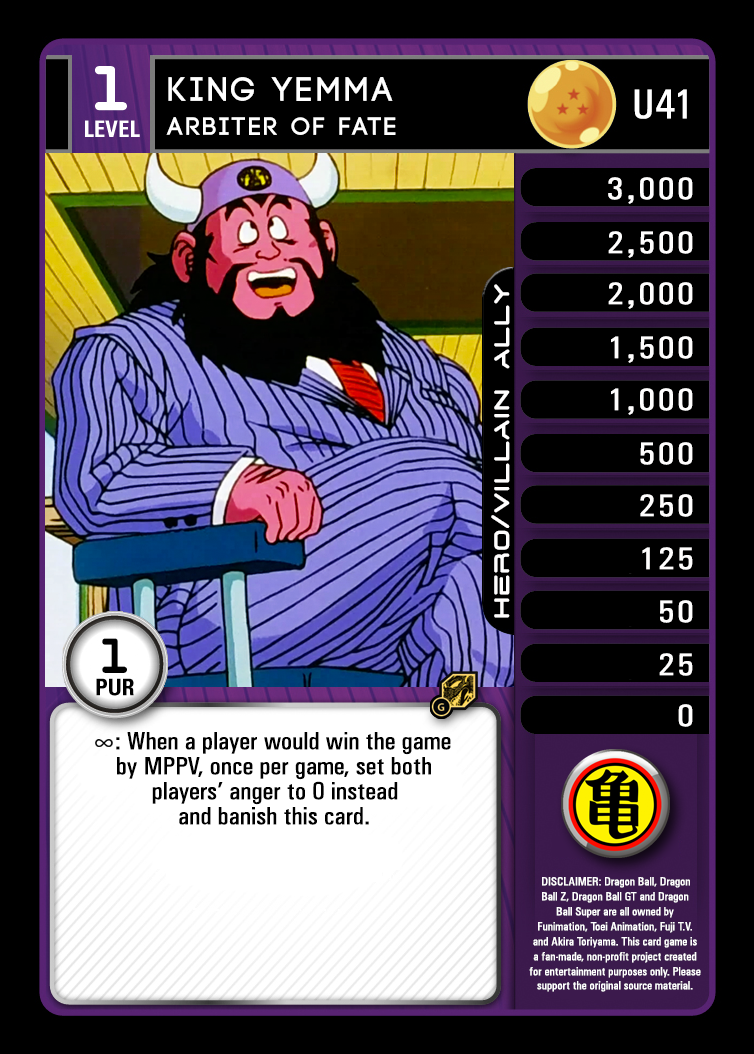 1
LEVEL
KING YEMMA
ARBITER OF FATE
U41
3,000
2,500
2,000
1,500
1,000
500
250
125
50
25
0
HERO/VILLAIN ALLY
1
PUR
G
∞: When a player would win the game
by MPPV, once per game, set both
players’ anger to 0 instead
and banish this card.
亀
DISCLAIMER: Dragon Ball, Dragon
Ball Z, Dragon Ball GT and Dragon
Ball Super are all owned by
Funimation, Toei Animation, Fuji T.V.
and Akira Toriyama. This card game is
a fan-made, non-profit project created
for entertainment purposes only. Please
support the original source material.